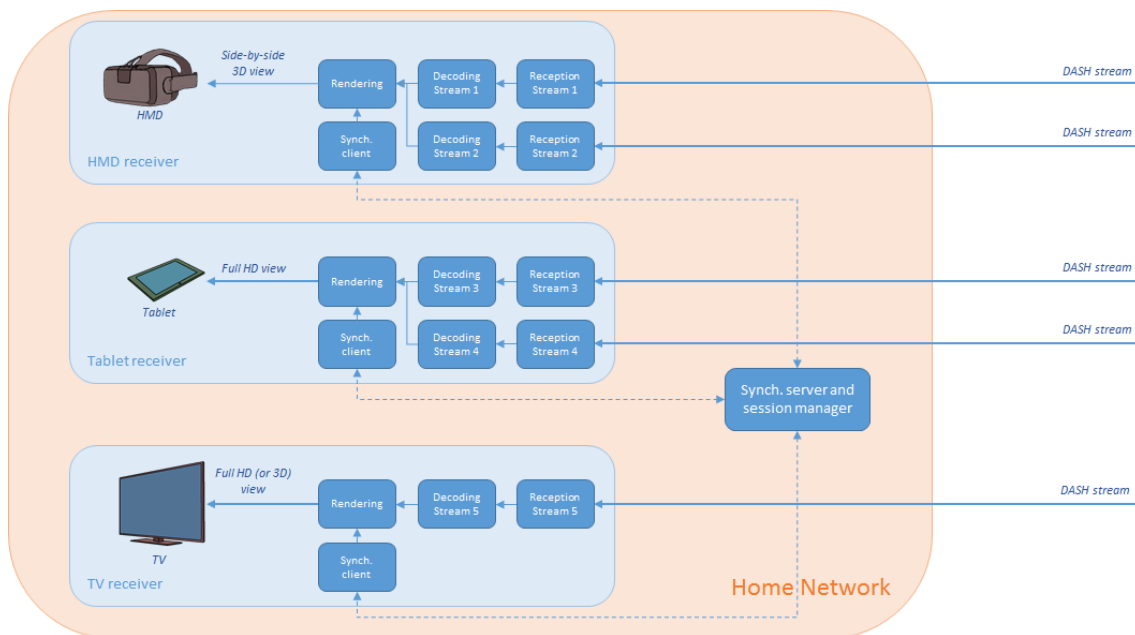 Side-by-side
3D view
HMD
Rendering
Decoding
Stream 1
Reception
Stream 1
DASH stream
Synch.
client
Decoding
Stream 2
Reception
Stream 2
DASH stream
HMD receiver
Full HD view
Tablet
Rendering
Decoding
Stream 3
Reception
Stream 3
DASH stream
Synch.
client
Decoding
Stream 4
Reception
Stream 4
DASH stream
Tablet receiver
Synch. server and
session manager
Full HD (or 3D)
view
TV
Rendering
Decoding
Stream 5
Reception
Stream 5
DASH stream
Synch.
client
TV receiver
Home Network